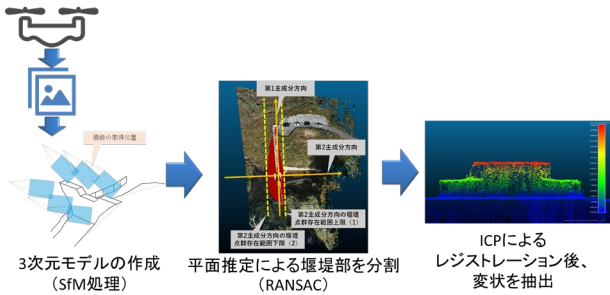 画像の取得位置
第1主成分方向
第2主成分方向
第2主成分方向の堰堤
点群存在範囲上限（1）
第2主成分方向の堰堤
点群存在範囲下限（2）
3次元モデルの作成
（SfM処理）
平面推定による堰堤部を分割
（RANSAC）
ICPによる
レジストレーション後、
変状を抽出